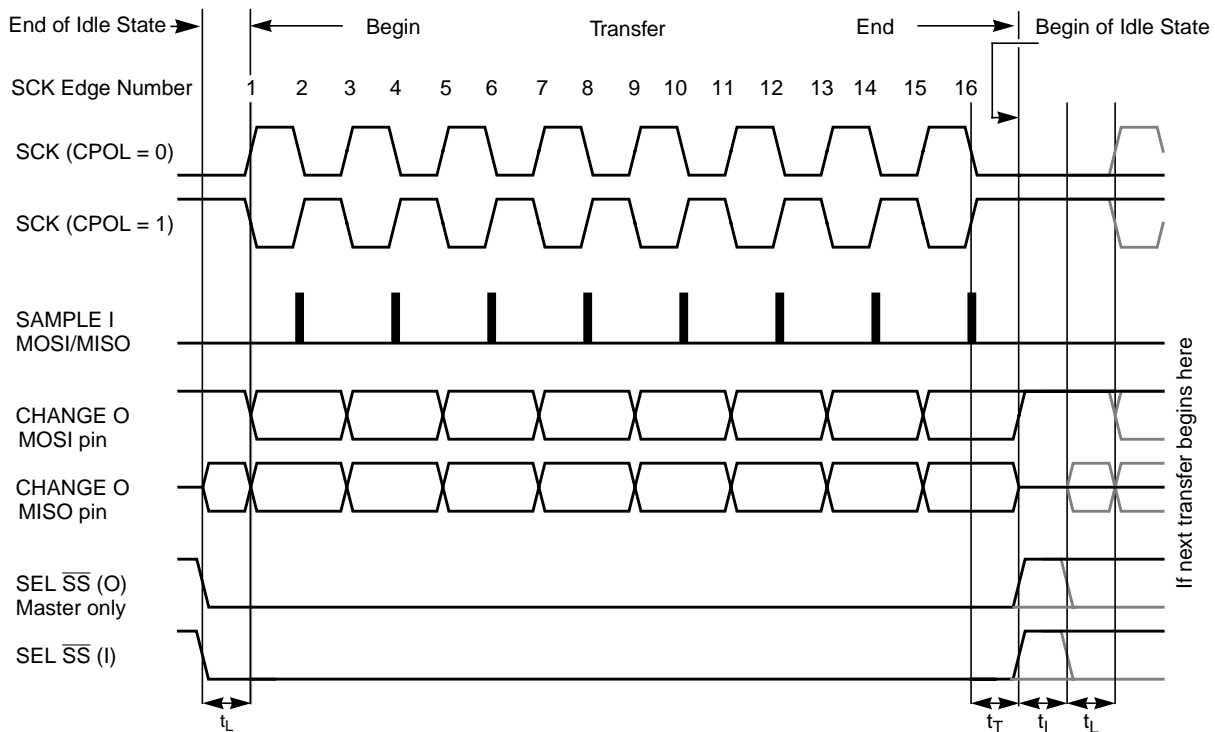 End of Idle State
Begin
Transfer
End
Begin of Idle State
SCK Edge Number
1 2 3 4 5 6 7 8 9 10 11 12 13 14 15 16
SCK (CPOL = 0)
SCK (CPOL = 1)
SAMPLE I
MOSI/MISO
CHANGE O
MOSI pin
CHANGE O
MISO pin
SEL S̅S̅ (O)
Master only
SEL S̅S̅ (I)
tL
tT
tI
tL
If next transfer begins here